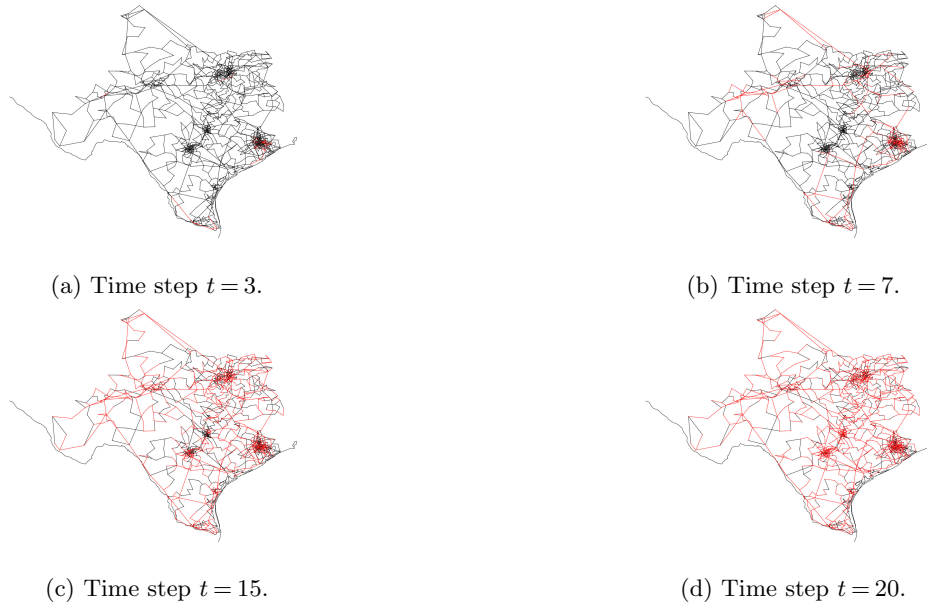 (a) Time step t = 3.
(b) Time step t = 7.
(c) Time step t = 15.
(d) Time step t = 20.